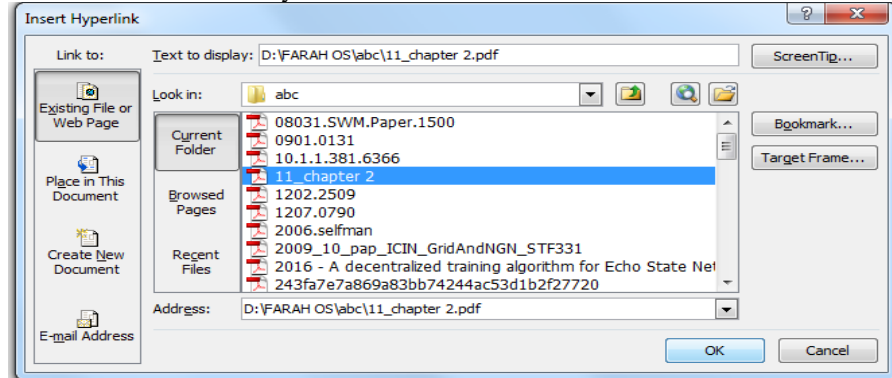 Insert Hyperlink
Link to:
Text to display: D:\FARAH OS\abc\11_chapter 2.pdf
ScreenTip...
Existing File or
Web Page
Look in:
abc
Current
Folder
08031.SWM.Paper.1500
0901.0131
10.1.1.381.6366
11_chapter 2
1202.2509
1207.0790
2006.selfman
2009_10_pap_ICIN_GridAndNGN_STF331
2016 - A decentralized training algorithm for Echo State Net
243fa7e7a869a83bb74244ac53d1b2f27720
Bookmark...
Target Frame...
Place in This
Document
Browsed
Pages
Create New
Document
Recent
Files
E-mail Address
Address:
D:\FARAH OS\abc\11_chapter 2.pdf
OK
Cancel